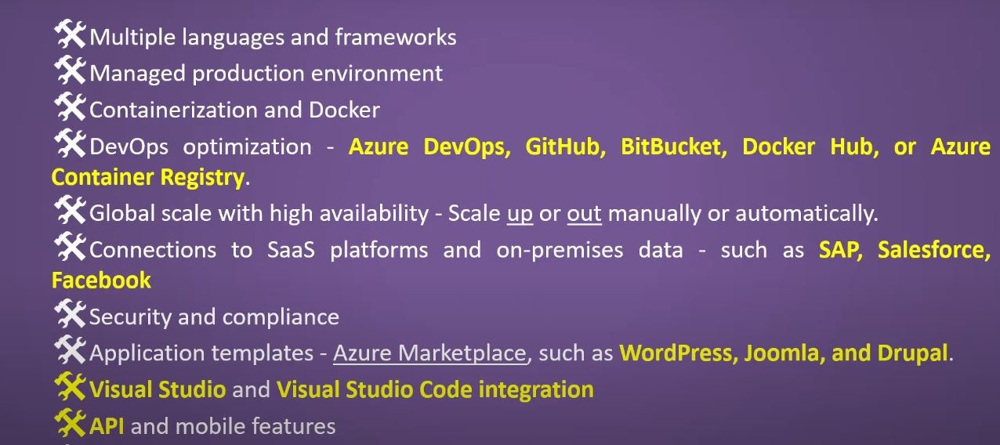 Multiple languages and frameworks
Managed production environment
Containerization and Docker
DevOps optimization - Azure DevOps, GitHub, BitBucket, Docker Hub, or Azure
Container Registry.
Global scale with high availability - Scale up or out manually or automatically.
Connections to SaaS platforms and on-premises data - such as SAP, Salesforce,
Facebook
Security and compliance
Application templates - Azure Marketplace, such as WordPress, Joomla, and Drupal.
Visual Studio and Visual Studio Code integration
API and mobile features